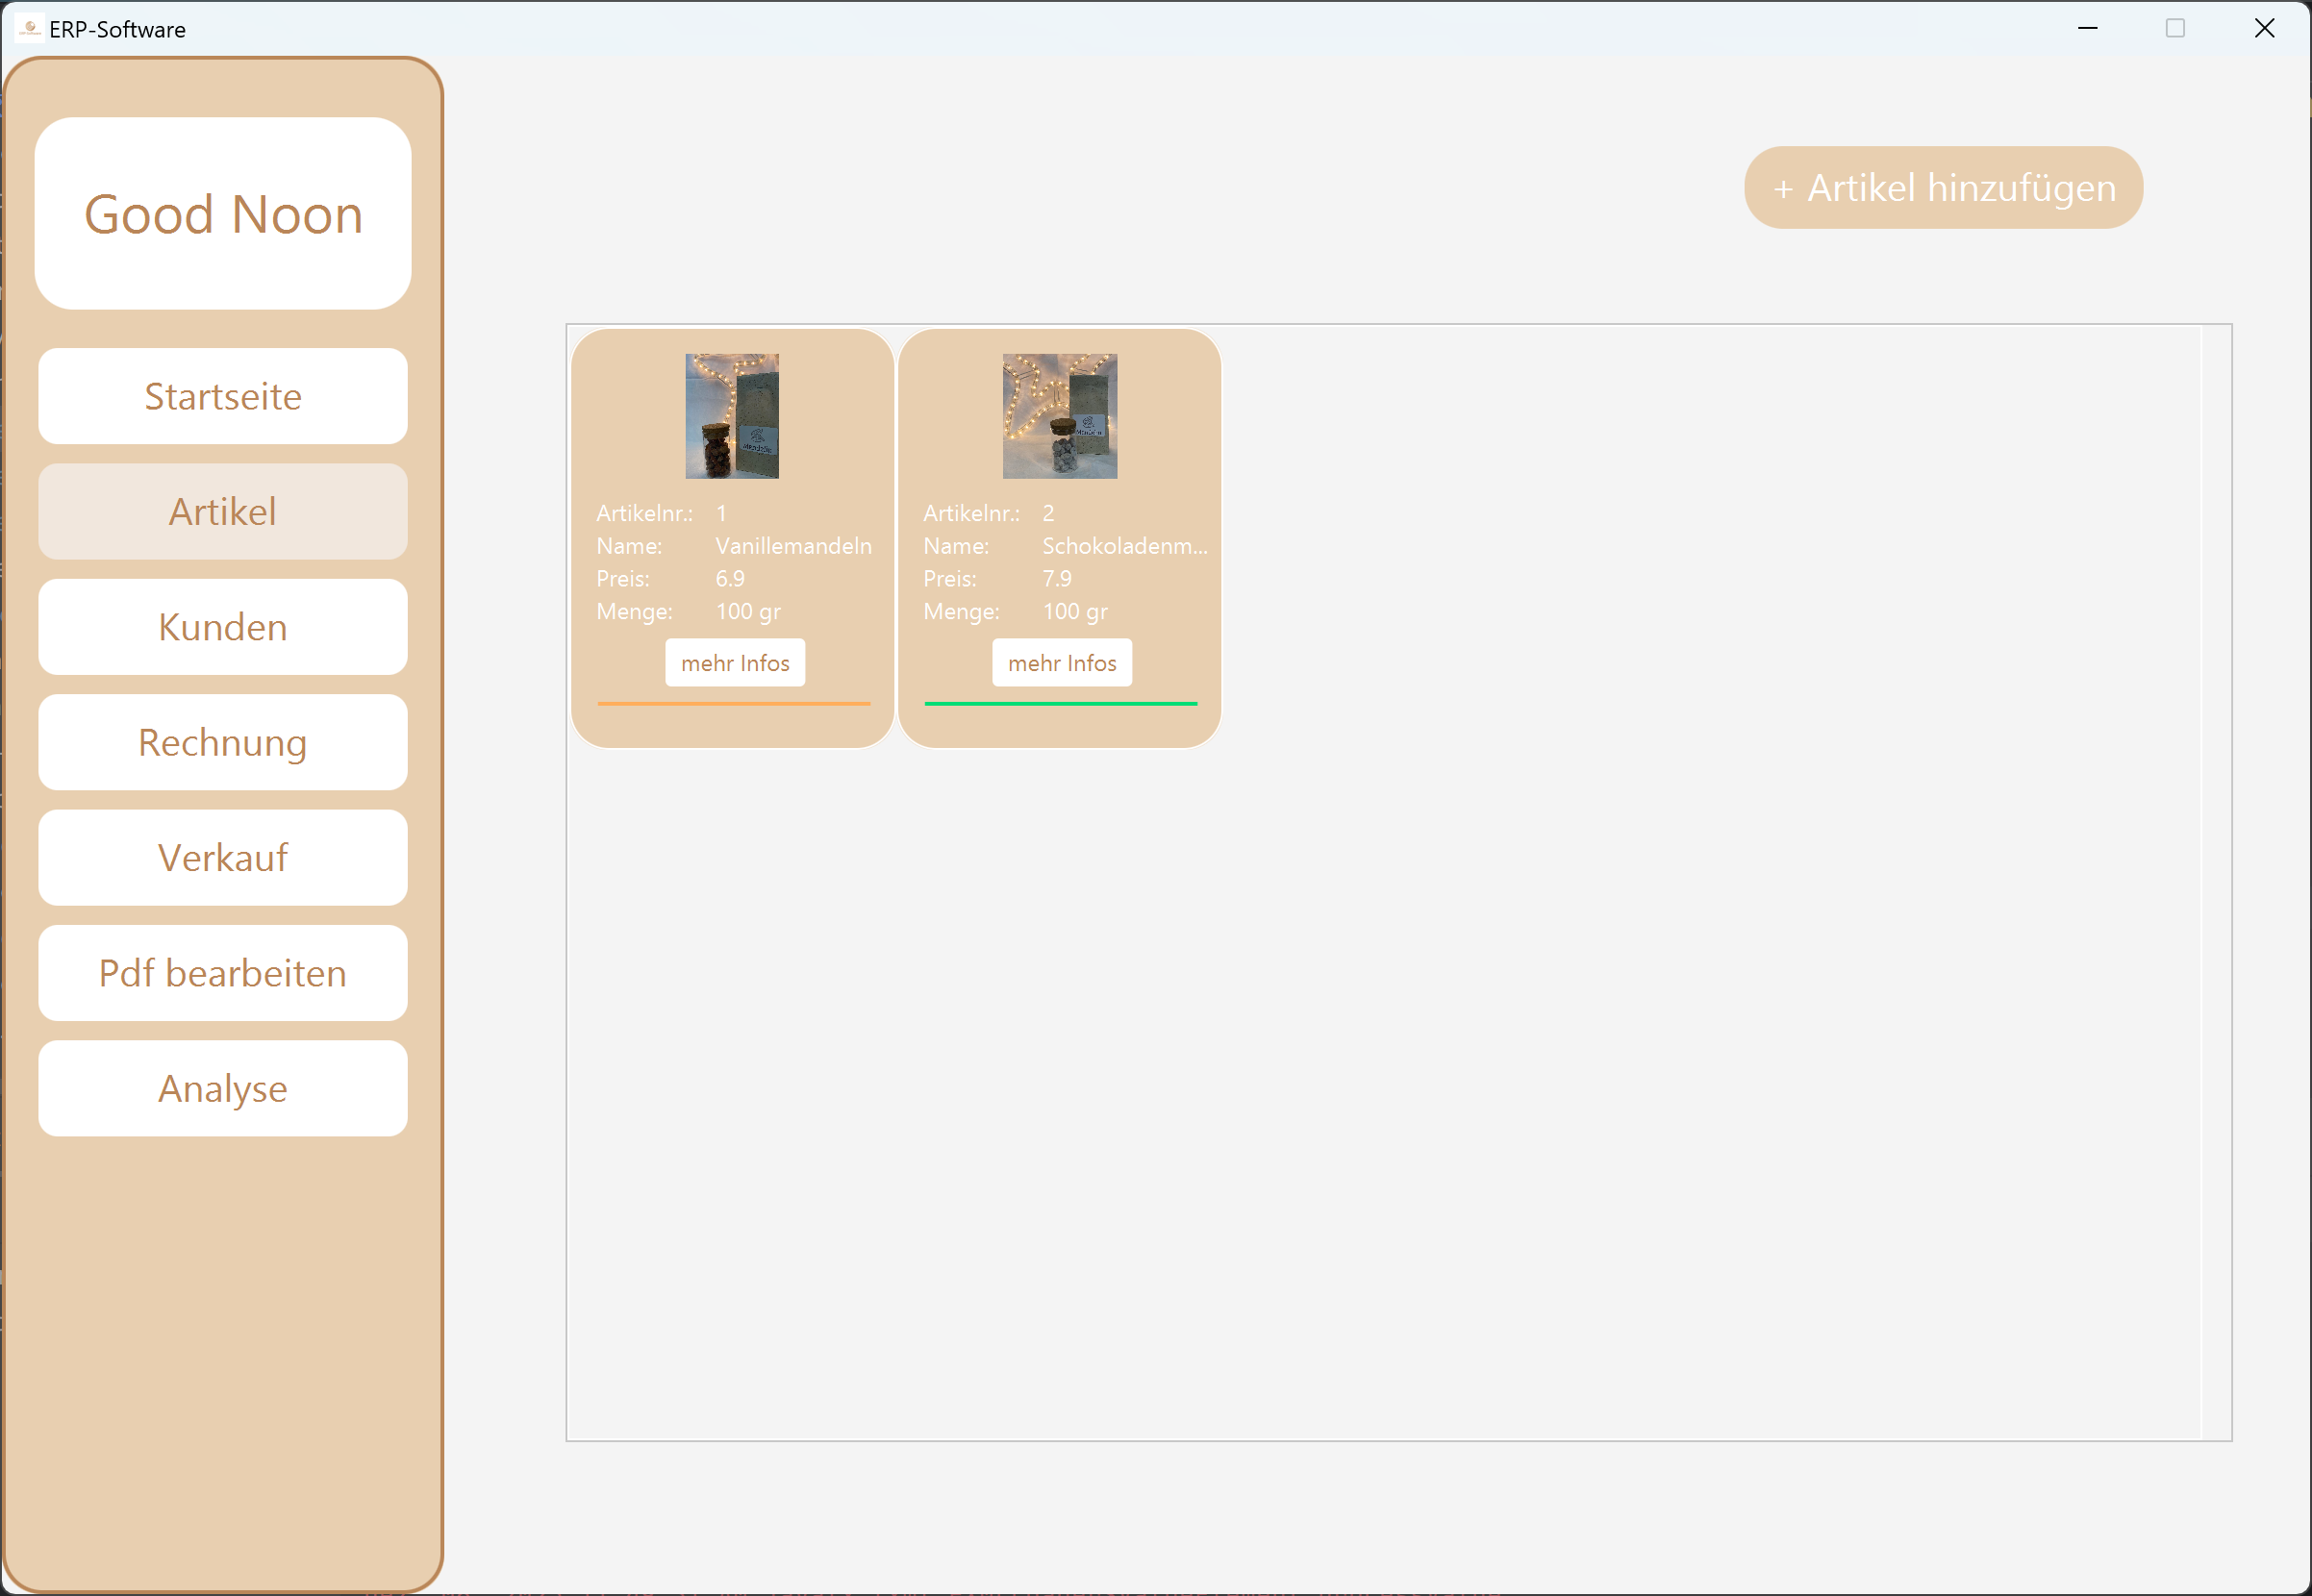 ERP-Software
Good Noon
Startseite
Artikel
Kunden
Rechnung
Verkauf
Pdf bearbeiten
Analyse
+ Artikel hinzufügen
Artikelnr.: 1
Name: Vanillemandeln
Preis: 6.9
Menge: 100 gr
mehr Infos
Artikelnr.: 2
Name: Schokoladenm...
Preis: 7.9
Menge: 100 gr
mehr Infos